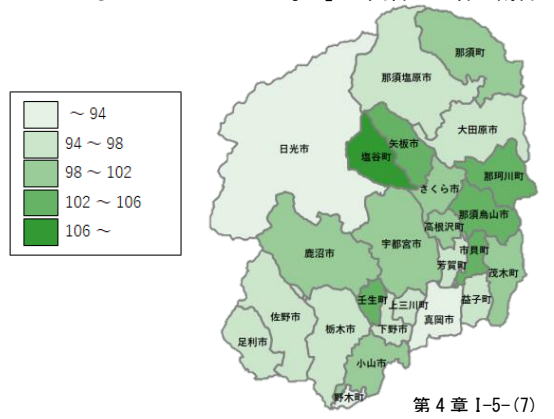 ～ 94
94 ～ 98
98 ～ 102
102 ～ 106
106 ～
那須町
那須塩原市
大田原市
日光市
矢板市
塩谷町
那珂川町
さくら市
那須烏山市
高根沢町
宇都宮市
市貝町
鹿沼市
芳賀町
茂木町
壬生町
上三川町
真岡市
益子町
佐野市
栃木市
下野市
足利市
小山市
野木町
第4章Ⅰ-5-(7)